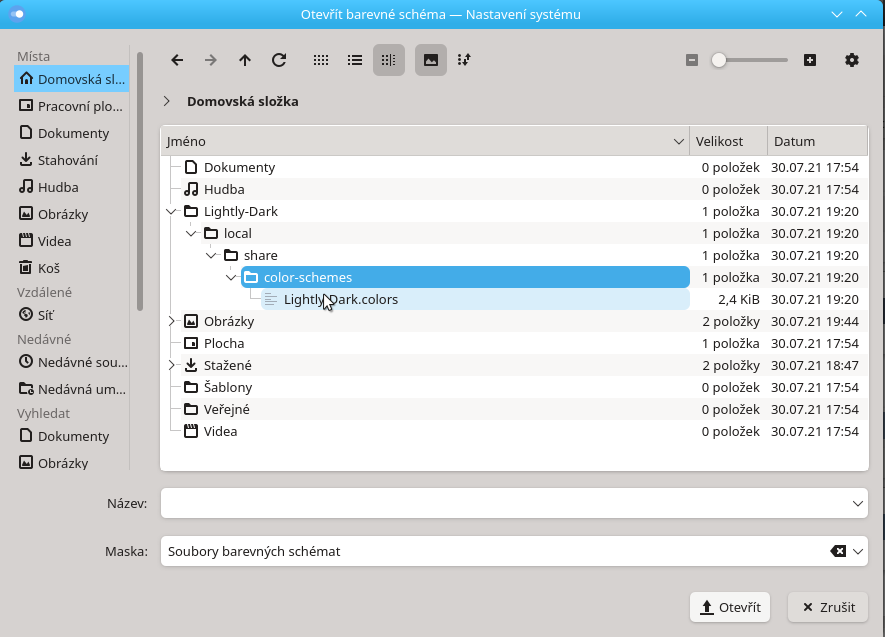 Otevřít barevné schéma — Nastavení systému
Místa
Domovská sl...
Pracovní plo...
Dokumenty
Stahování
Hudba
Obrázky
Videa
Koš
Vzdálené
Síť
Nedávné
Nedávné sou...
Nedávná um...
Vyhledat
Dokumenty
Obrázky
Domovská složka
Jméno Velikost Datum
Dokumenty 0 položek 30.07.21 17:54
Hudba 0 položek 30.07.21 17:54
Lightly-Dark 1 položka 30.07.21 19:20
local 1 položka 30.07.21 19:20
share 1 položka 30.07.21 19:20
color-schemes 1 položka 30.07.21 19:20
Lightly-Dark.colors 2,4 KiB 30.07.21 19:20
Obrázky 2 položky 30.07.21 19:44
Plocha 1 položka 30.07.21 17:54
Stažené 2 položky 30.07.21 18:47
Šablony 0 položek 30.07.21 17:54
Veřejné 0 položek 30.07.21 17:54
Videa 0 položek 30.07.21 17:54
Název:
Maska: Soubory barevných schémat
Otevřít Zrušit